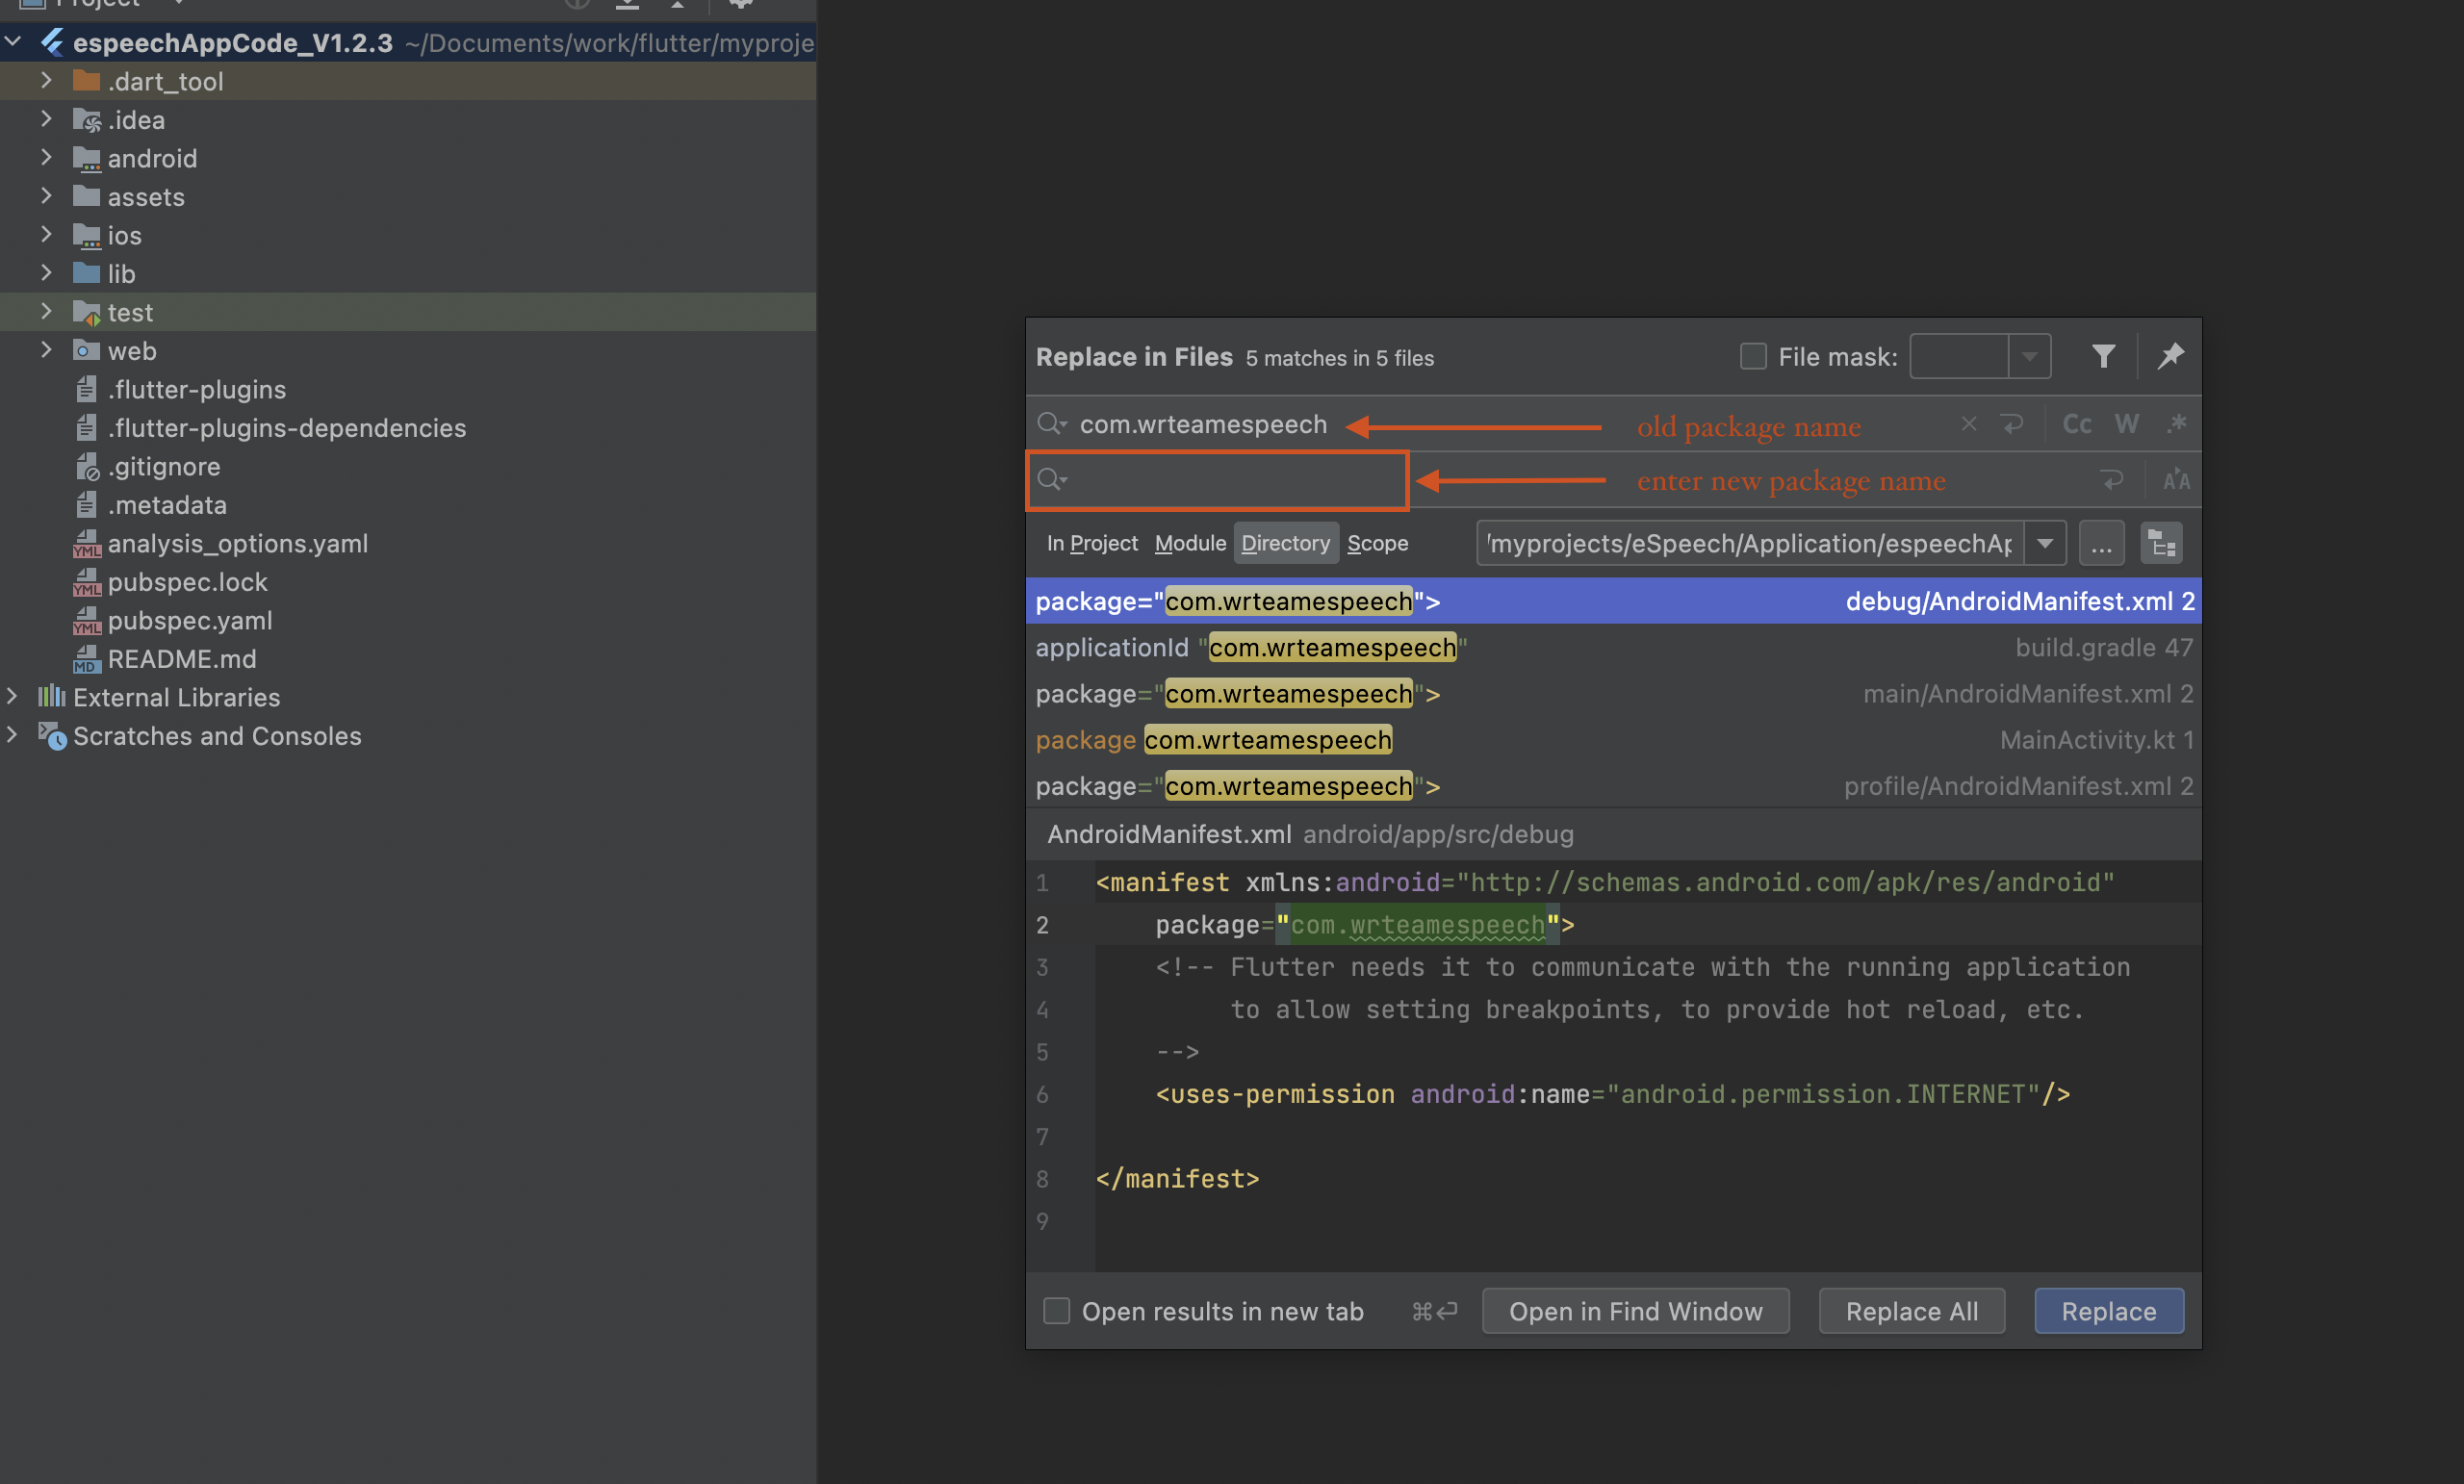 Project
espeechAppCode_V1.2.3 ~/Documents/work/flutter/myproje
.dart_tool
.idea
android
assets
ios
lib
test
web
.flutter-plugins
.flutter-plugins-dependencies
.gitignore
.metadata
YML analysis_options.yaml
YML pubspec.lock
YML pubspec.yaml
MD README.md
External Libraries
Scratches and Consoles
Replace in Files 5 matches in 5 files File mask:
com.wrteamespeech old package name Cc W .*
enter new package name AA
In Project Module Directory Scope /myprojects/eSpeech/Application/espeechAp ...
package="com.wrteamespeech"> debug/AndroidManifest.xml 2
applicationId "com.wrteamespeech" build.gradle 47
package="com.wrteamespeech"> main/AndroidManifest.xml 2
package com.wrteamespeech MainActivity.kt 1
package="com.wrteamespeech"> profile/AndroidManifest.xml 2
AndroidManifest.xml android/app/src/debug
1 <manifest xmlns:android="http://schemas.android.com/apk/res/android"
2 package="com.wrteamespeech">
3 <!-- Flutter needs it to communicate with the running application
4 to allow setting breakpoints, to provide hot reload, etc.
5 -->
6 <uses-permission android:name="android.permission.INTERNET"/>
7
8 </manifest>
9
Open results in new tab ⌘↩ Open in Find Window Replace All Replace